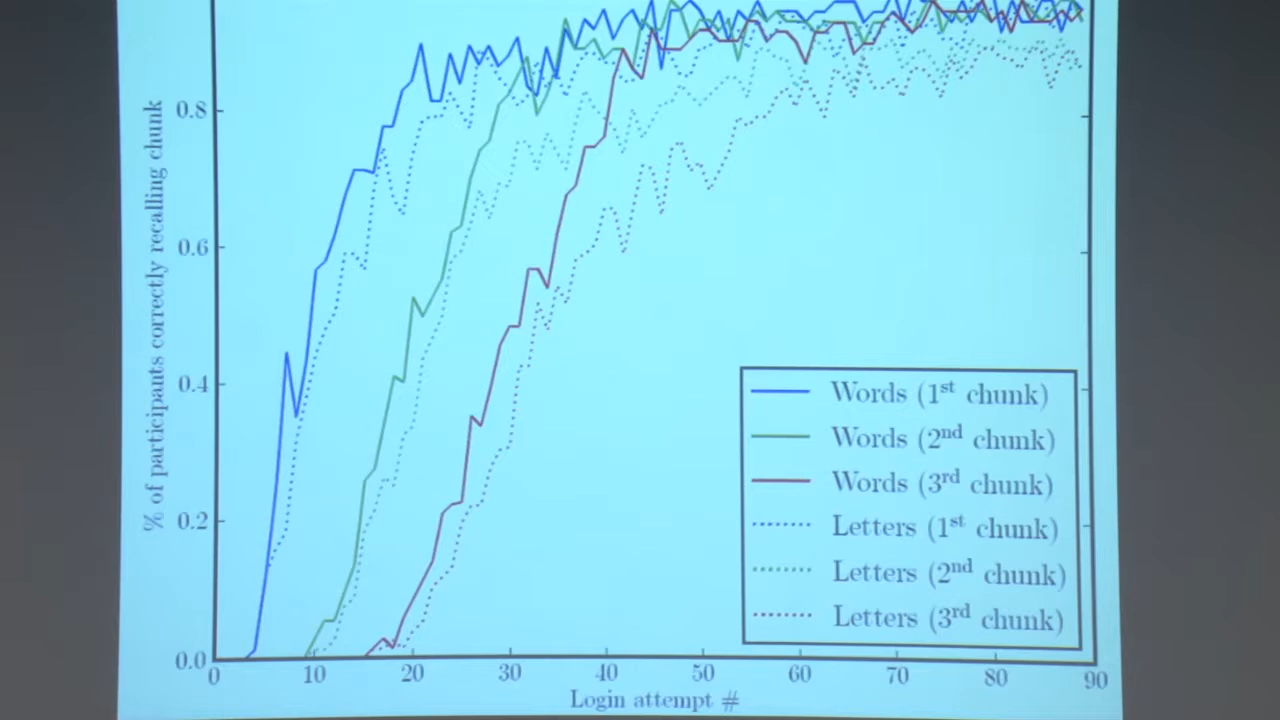 % of participants correctly recalling chunk
0.8
0.6
0.4
0.2
0.0
0 10 20 30 40 50 60 70 80 90
Login attempt #
Words (1st chunk)
Words (2nd chunk)
Words (3rd chunk)
Letters (1st chunk)
Letters (2nd chunk)
Letters (3rd chunk)